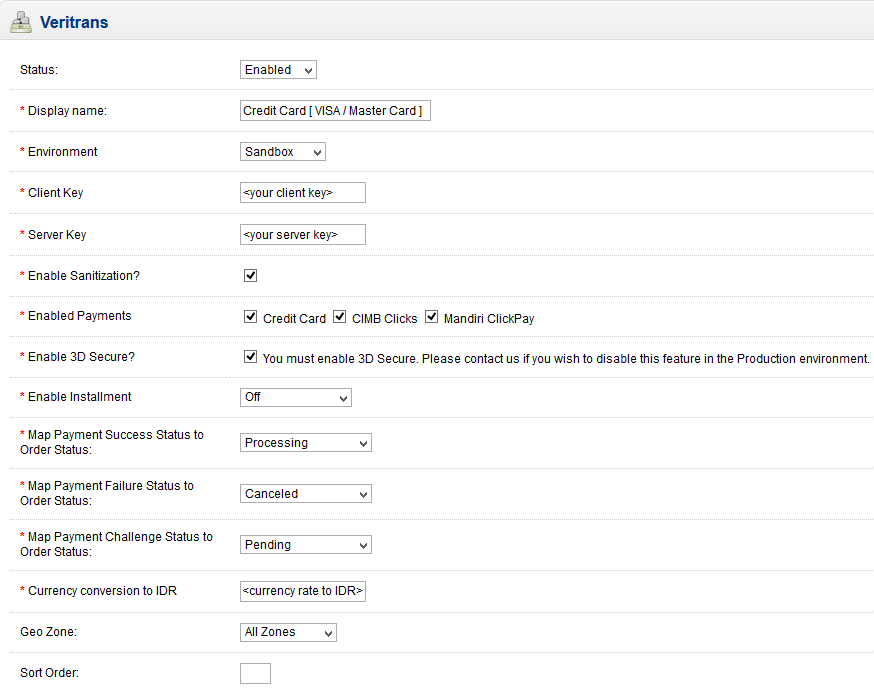 Veritrans
Status:
Enabled
* Display name:
Credit Card [ VISA / Master Card ]
* Environment
Sandbox
* Client Key
<your client key>
* Server Key
<your server key>
* Enable Sanitization?
* Enabled Payments
Credit Card CIMB Clicks Mandiri ClickPay
* Enable 3D Secure?
You must enable 3D Secure. Please contact us if you wish to disable this feature in the Production environment.
* Enable Installment
Off
* Map Payment Success Status to
Order Status:
Processing
* Map Payment Failure Status to
Order Status:
Canceled
* Map Payment Challenge Status to
Order Status:
Pending
* Currency conversion to IDR
<currency rate to IDR>
Geo Zone:
All Zones
Sort Order: